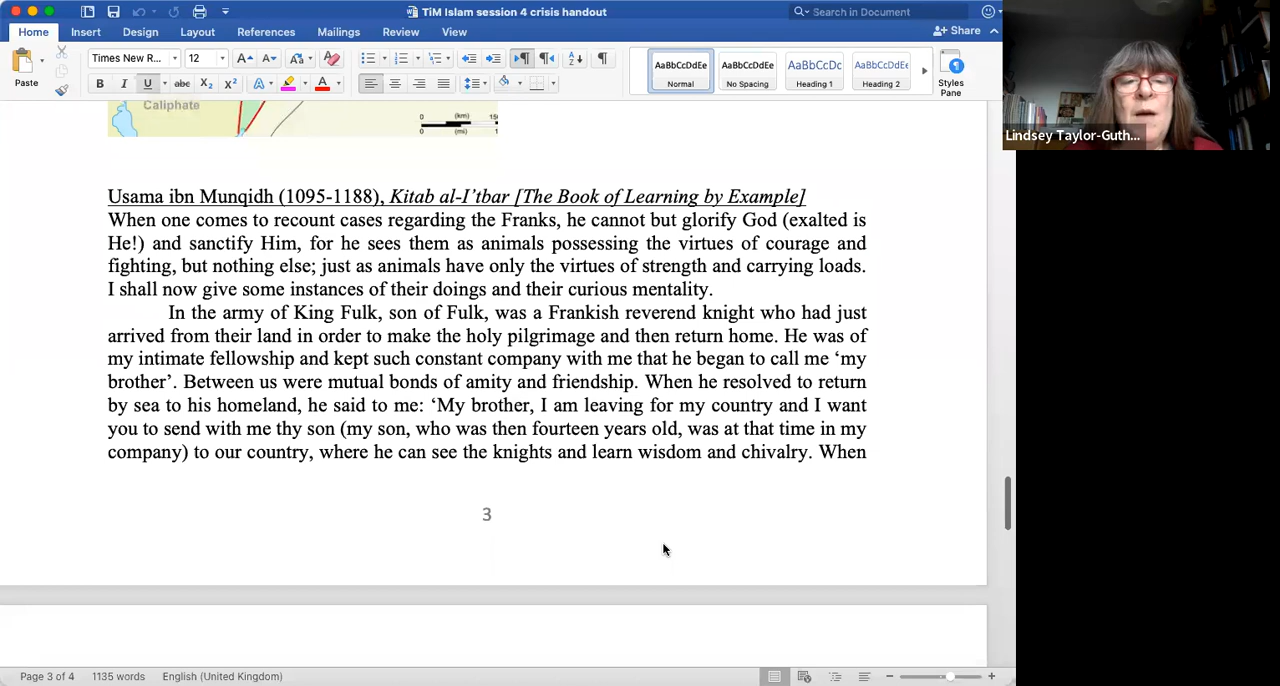 TiM Islam session 4 crisis handout
Search in Document
Home Insert Design Layout References Mailings Review View
Share
Paste
Times New R... 12
AaBbCcDdEe AaBbCcDdEe AaBbCcDc AaBbCcDdEe
Normal No Spacing Heading 1 Heading 2
Styles
Pane
Lindsey Taylor-Guth...
Caliphate
0 (km) 15
0 (mi) 1
Usama ibn Munqidh (1095-1188), Kitab al-I’tbar [The Book of Learning by Example]
When one comes to recount cases regarding the Franks, he cannot but glorify God (exalted is
He!) and sanctify Him, for he sees them as animals possessing the virtues of courage and
fighting, but nothing else; just as animals have only the virtues of strength and carrying loads.
I shall now give some instances of their doings and their curious mentality.
In the army of King Fulk, son of Fulk, was a Frankish reverend knight who had just
arrived from their land in order to make the holy pilgrimage and then return home. He was of
my intimate fellowship and kept such constant company with me that he began to call me ‘my
brother’. Between us were mutual bonds of amity and friendship. When he resolved to return
by sea to his homeland, he said to me: ‘My brother, I am leaving for my country and I want
you to send with me thy son (my son, who was then fourteen years old, was at that time in my
company) to our country, where he can see the knights and learn wisdom and chivalry. When
3
Page 3 of 4 1135 words English (United Kingdom)